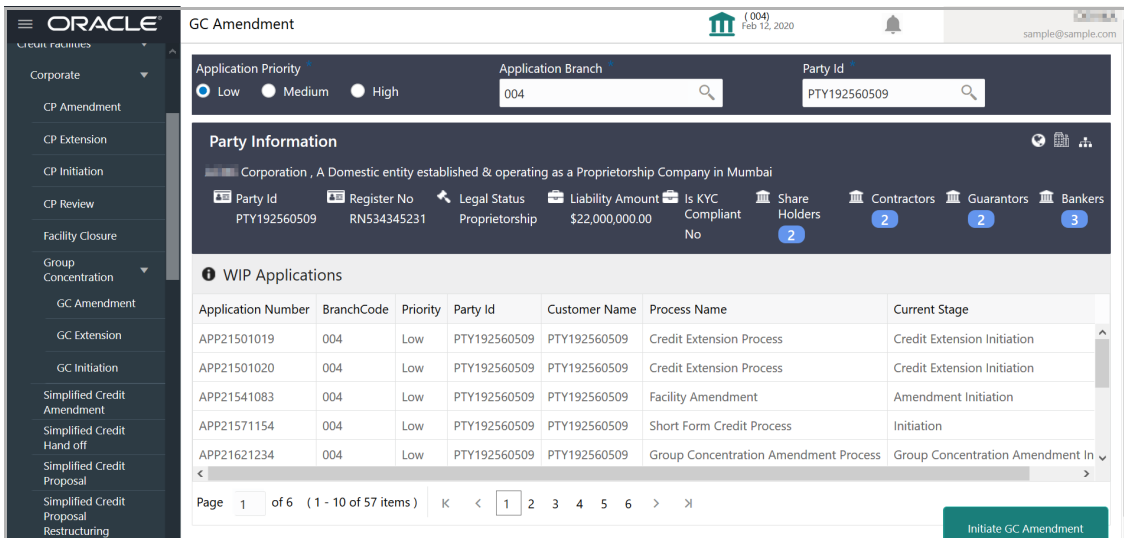 ORACLE
GC Amendment
( 004)
Feb 12, 2020
sample@sample.com
Credit Facilities
Corporate
CP Amendment
CP Extension
CP Initiation
CP Review
Facility Closure
Group
Concentration
GC Amendment
GC Extension
GC Initiation
Simplified Credit
Amendment
Simplified Credit
Hand off
Simplified Credit
Proposal
Simplified Credit
Proposal
Restructuring
Application Priority *
Low Medium High
Application Branch *
004
Party Id *
PTY192560509
Party Information
Corporation , A Domestic entity established & operating as a Proprietorship Company in Mumbai
Party Id
PTY192560509
Register No
RN534345231
Legal Status
Proprietorship
Liability Amount
$22,000,000.00
Is KYC
Compliant
No
Share
Holders
2
Contractors
2
Guarantors
2
Bankers
3
WIP Applications
Application Number BranchCode Priority Party Id Customer Name Process Name Current Stage
APP21501019 004 Low PTY192560509 PTY192560509 Credit Extension Process Credit Extension Initiation
APP21501020 004 Low PTY192560509 PTY192560509 Credit Extension Process Credit Extension Initiation
APP21541083 004 Low PTY192560509 PTY192560509 Facility Amendment Amendment Initiation
APP21571154 004 Low PTY192560509 PTY192560509 Short Form Credit Process Initiation
APP21621234 004 Low PTY192560509 PTY192560509 Group Concentration Amendment Process Group Concentration Amendment In
Page 1 of 6 ( 1 - 10 of 57 items ) 1 2 3 4 5 6
Initiate GC Amendment